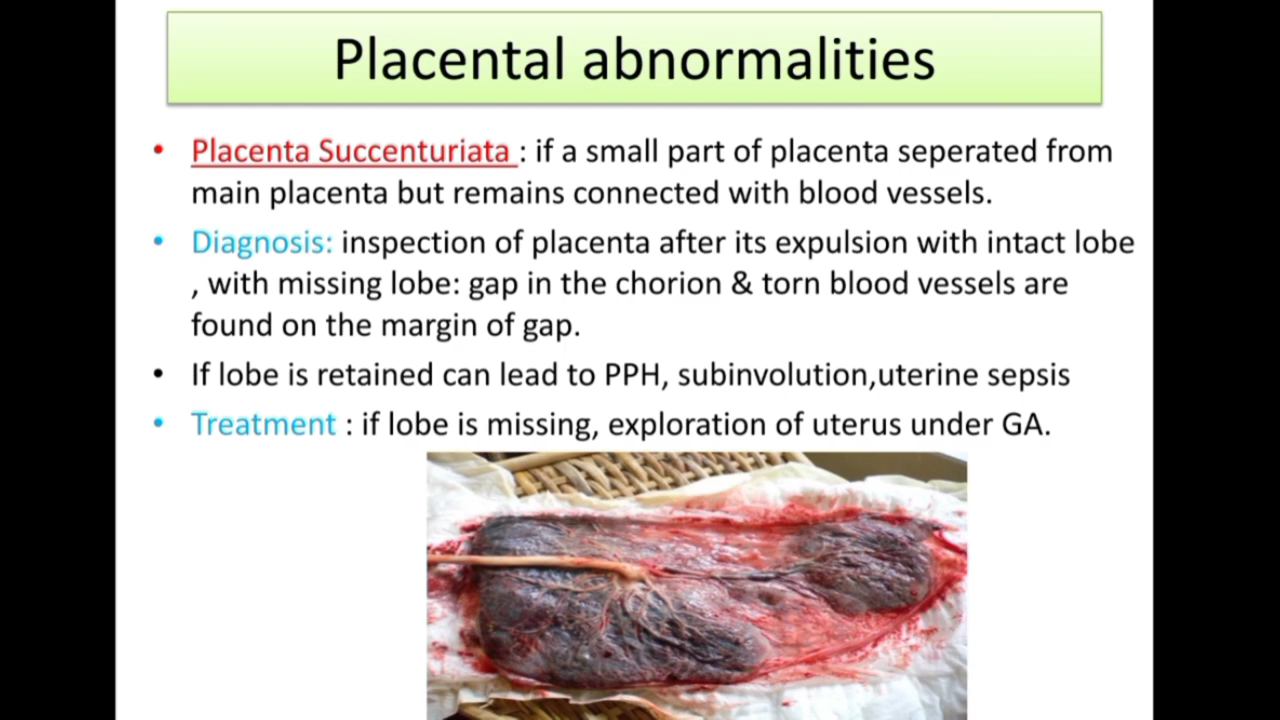 Placental abnormalities
• Placenta Succenturiata : if a small part of placenta seperated from
main placenta but remains connected with blood vessels.
• Diagnosis: inspection of placenta after its expulsion with intact lobe
, with missing lobe: gap in the chorion & torn blood vessels are
found on the margin of gap.
• If lobe is retained can lead to PPH, subinvolution,uterine sepsis
• Treatment : if lobe is missing, exploration of uterus under GA.